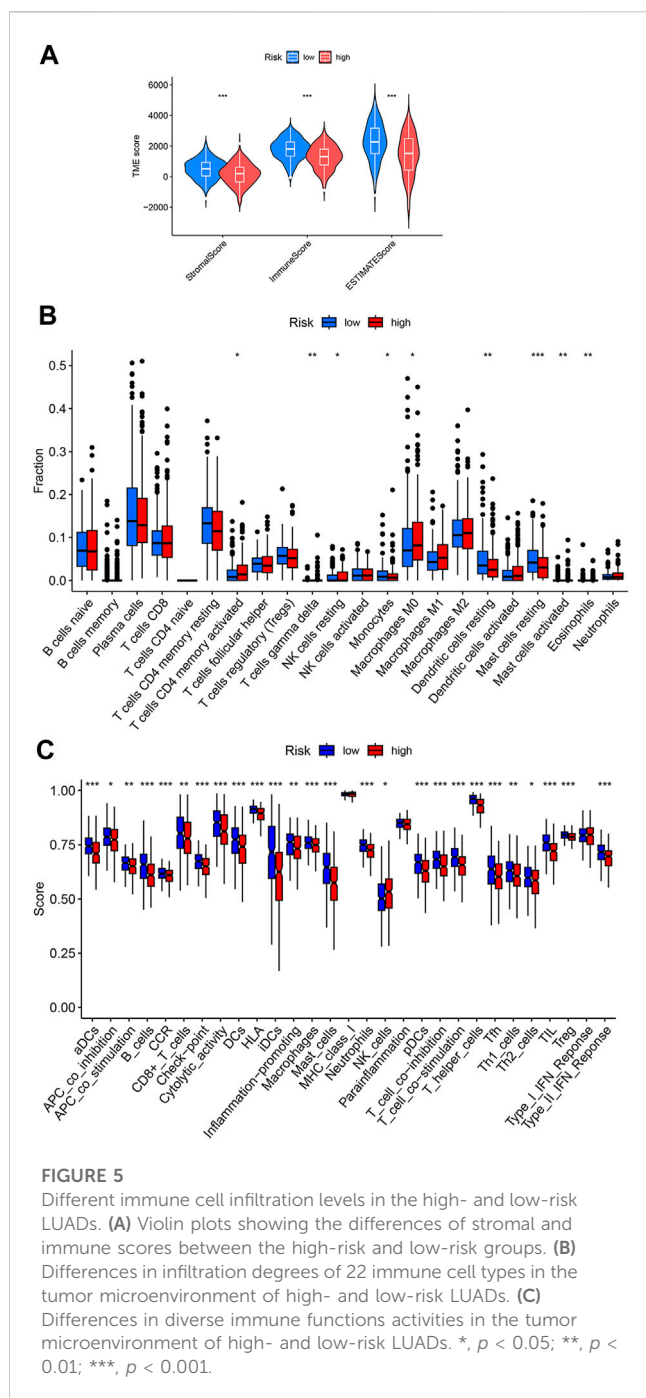 A
Risk low high
*** *** ***
6000
4000
2000
0
−2000
TME score
StromalScore
ImmuneScore
ESTIMATEScore
B
Risk low high
* ** * * * ** *** ** **
0.5
0.4
0.3
0.2
0.1
0.0
Fraction
B cells naive
B cells memory
Plasma cells
T cells CD8
T cells CD4 naive
T cells CD4 memory resting
T cells CD4 memory activated
T cells follicular helper
T cells regulatory (Tregs)
T cells gamma delta
NK cells resting
NK cells activated
Monocytes
Macrophages M0
Macrophages M1
Macrophages M2
Dendritic cells resting
Dendritic cells activated
Mast cells resting
Mast cells activated
Eosinophils
Neutrophils
C
Risk low high
*** * ** *** *** ** *** *** *** *** *** ** *** *** *** * *** *** *** *** *** ** * *** *** ***
1.00
0.75
0.50
0.25
0.00
Score
aDCs
APC_co_inhibition
APC_co_stimulation
B_cells
CCR
CD8+_T_cells
Check-point
Cytolytic_activity
DCs
HLA
iDCs
Inflammation-promoting
Macrophages
Mast_cells
MHC_class_I
Neutrophils
NK_cells
Parainflammation
pDCs
T_cell_co-inhibition
T_cell_co-stimulation
T_helper_cells
Tfh
Th1_cells
Th2_cells
TIL
Treg
Type_I_IFN_Reponse
Type_II_IFN_Reponse
FIGURE 5
Different immune cell infiltration levels in the high- and low-risk
LUADs. (A) Violin plots showing the differences of stromal and
immune scores between the high-risk and low-risk groups. (B)
Differences in infiltration degrees of 22 immune cell types in the
tumor microenvironment of high- and low-risk LUADs. (C)
Differences in diverse immune functions activities in the tumor
microenvironment of high- and low-risk LUADs. *, p < 0.05; **, p <
0.01; ***, p < 0.001.